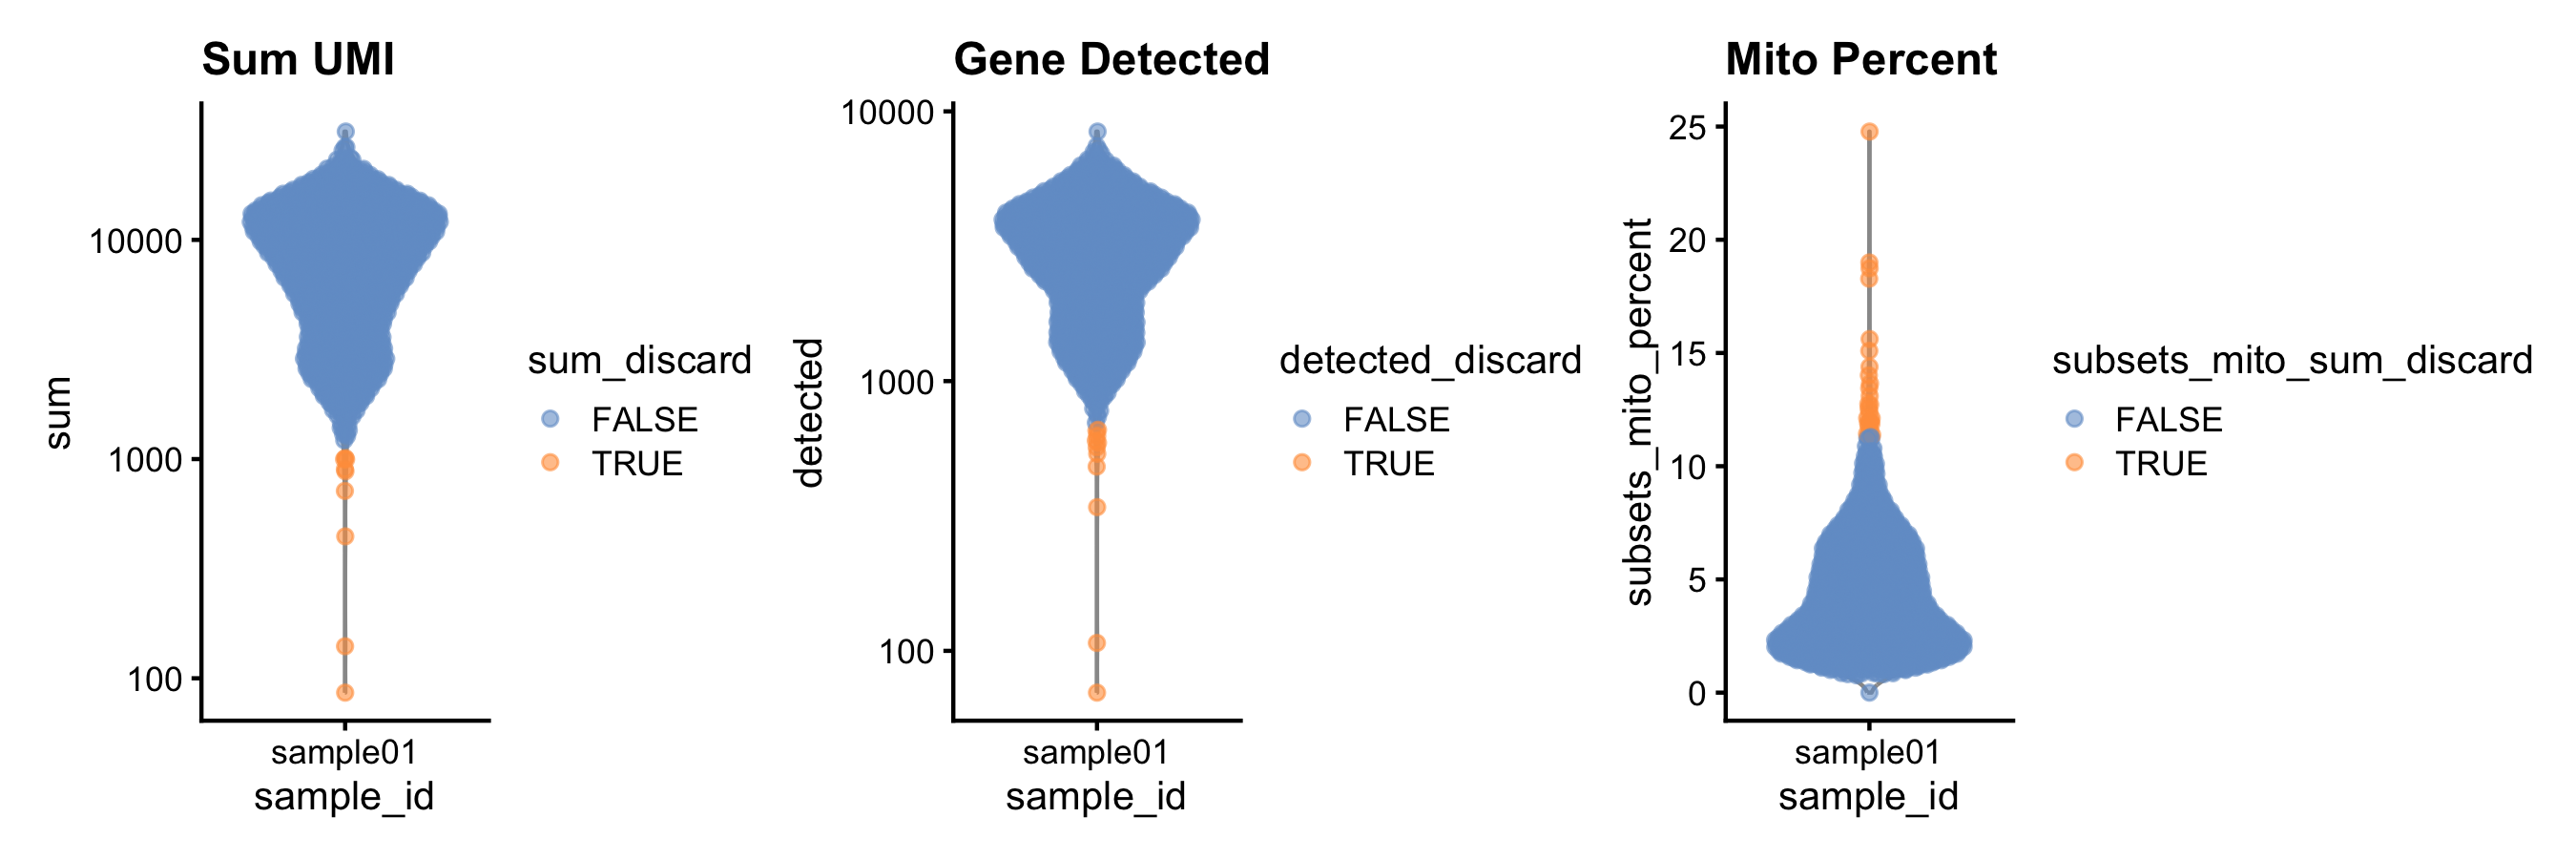 Sum UMI
sum
10000
1000
100
sample01
sample_id
sum_discard
FALSE
TRUE
Gene Detected
detected
10000
1000
100
sample01
sample_id
detected_discard
FALSE
TRUE
Mito Percent
subsets_mito_percent
25
20
15
10
5
0
sample01
sample_id
subsets_mito_sum_discard
FALSE
TRUE